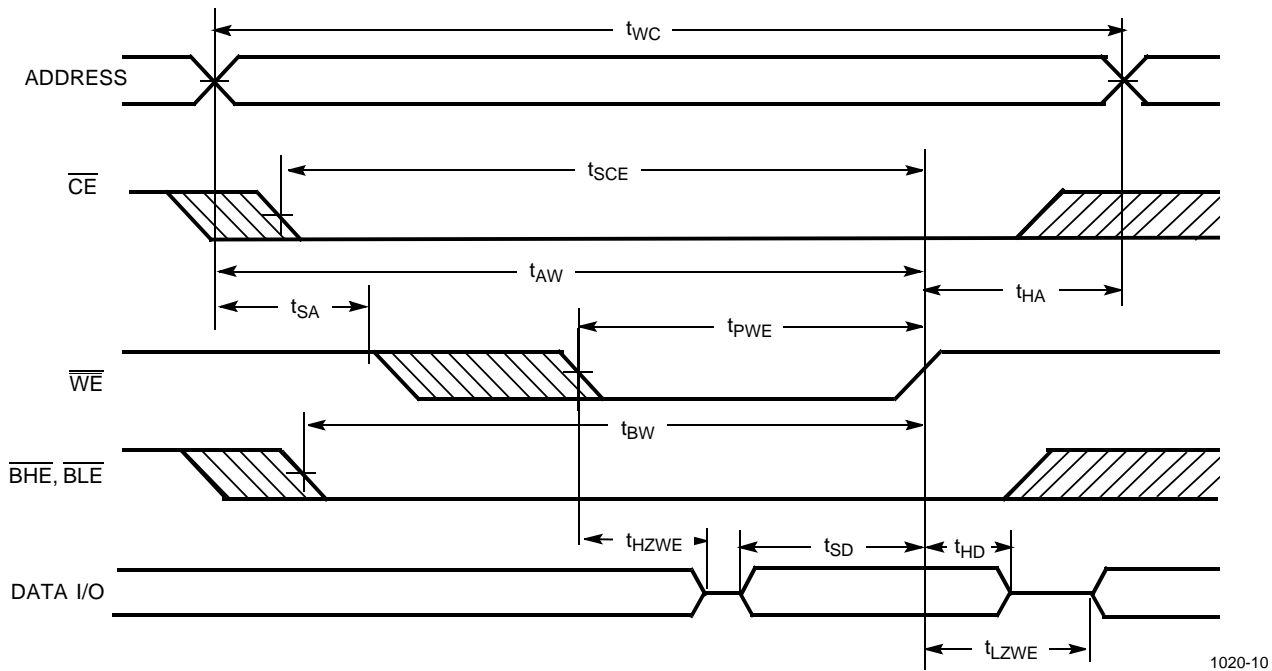 tWC
ADDRESS
tSCE
CE
tAW
tSA
tHA
tPWE
WE
tBW
BHE, BLE
tHZWE
tSD
tHD
DATA I/O
tLZWE
1020-10